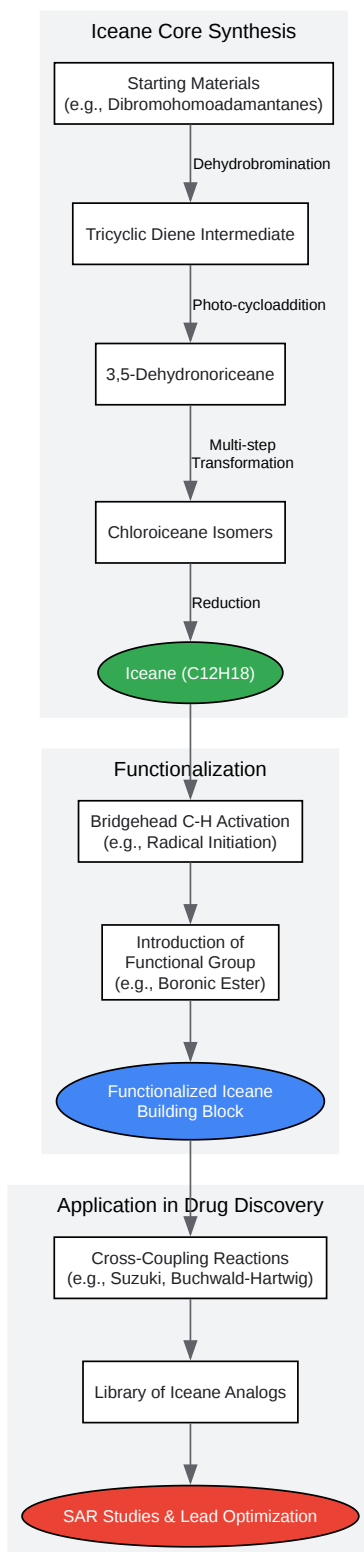 Iceane Core Synthesis
Starting Materials
(e.g., Dibromohomoadamantanes)
Dehydrobromination
Tricyclic Diene Intermediate
Photo-cycloaddition
3,5-Dehydronoriceane
Multi-step
Transformation
Chloroiceane Isomers
Reduction
Iceane (C12H18)
Functionalization
Bridgehead C-H Activation
(e.g., Radical Initiation)
Introduction of
Functional Group
(e.g., Boronic Ester)
Functionalized Iceane
Building Block
Application in Drug Discovery
Cross-Coupling Reactions
(e.g., Suzuki, Buchwald-Hartwig)
Library of Iceane Analogs
SAR Studies & Lead Optimization